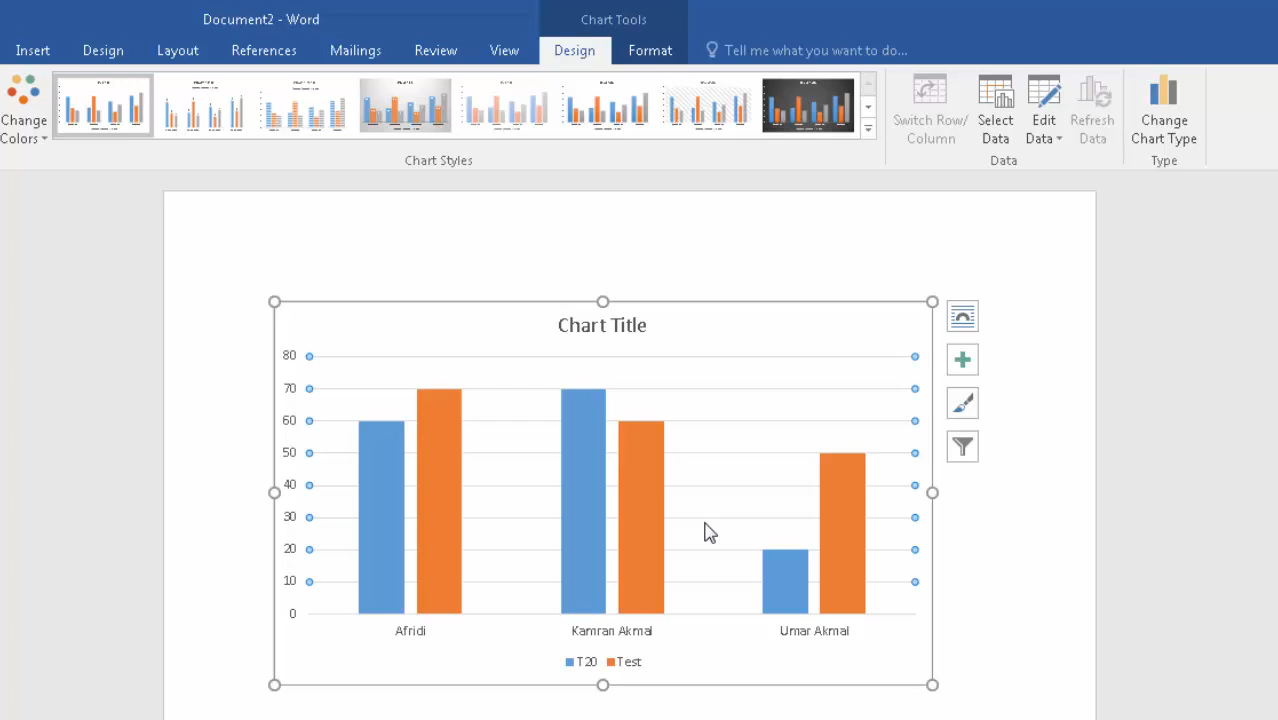 Document2 - Word
Chart Tools
Insert Design Layout References Mailings Review View Design Format Tell me what you want to do...
Change
Colors
Chart Styles
Switch Row/
Column
Select
Data
Edit
Data
Refresh
Data
Data
Change
Chart Type
Type
Chart Title
80
70
60
50
40
30
20
10
0
Afridi Kamran Akmal Umar Akmal
T20 Test